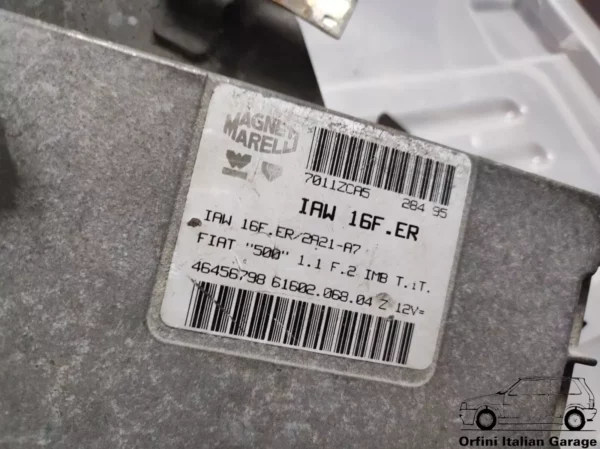 MAGNETI
MARELLI
7011ZCA5 284 95
IAW 16F.ER
IAW 16F.ER/2A21-A7
FIAT "500" 1.1 F.2 IMB T.iT.
46456798 61602.068.04 Z 12V=
Orfini Italian Garage